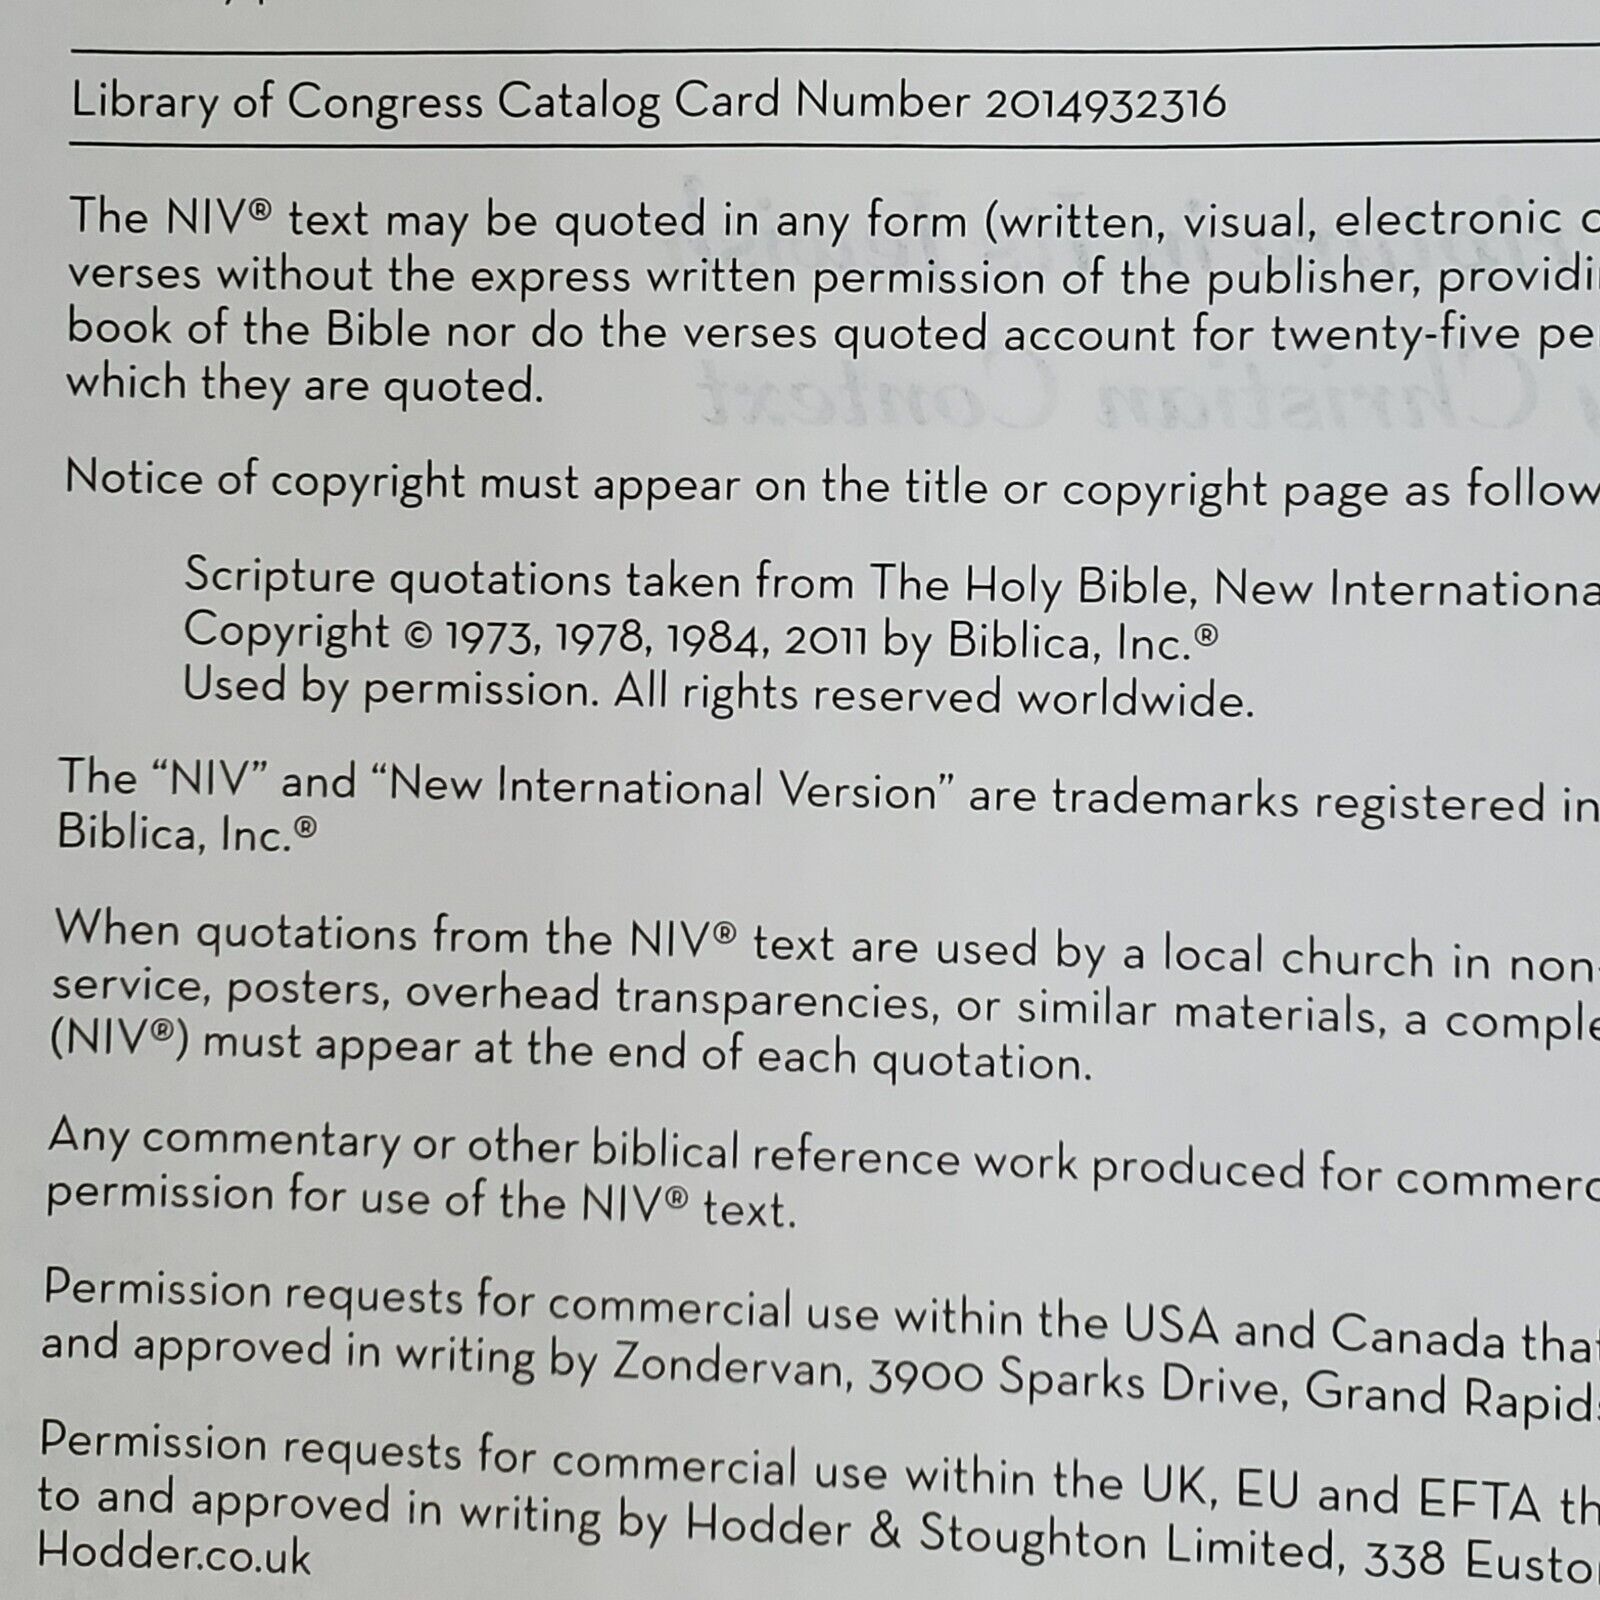 Library of Congress Catalog Card Number 2014932316
The NIV® text may be quoted in any form (written, visual, electronic
verses without the express written permission of the publisher, providi
book of the Bible nor do the verses quoted account for twenty-five pe
which they are quoted.
Notice of copyright must appear on the title or copyright page as follow
Scripture quotations taken from The Holy Bible, New Internationa
Copyright © 1973, 1978, 1984, 2011 by Biblica, Inc.®
Used by permission. All rights reserved worldwide.
The “NIV” and “New International Version” are trademarks registered in
Biblica, Inc.®
When quotations from the NIV® text are used by a local church in non-
service, posters, overhead transparencies, or similar materials, a comple
(NIV®) must appear at the end of each quotation.
Any commentary or other biblical reference work produced for commerc
permission for use of the NIV® text.
Permission requests for commercial use within the USA and Canada that
and approved in writing by Zondervan, 3900 Sparks Drive, Grand Rapids
Permission requests for commercial use within the UK, EU and EFTA th
to and approved in writing by Hodder & Stoughton Limited, 338 Eusto
Hodder.co.uk